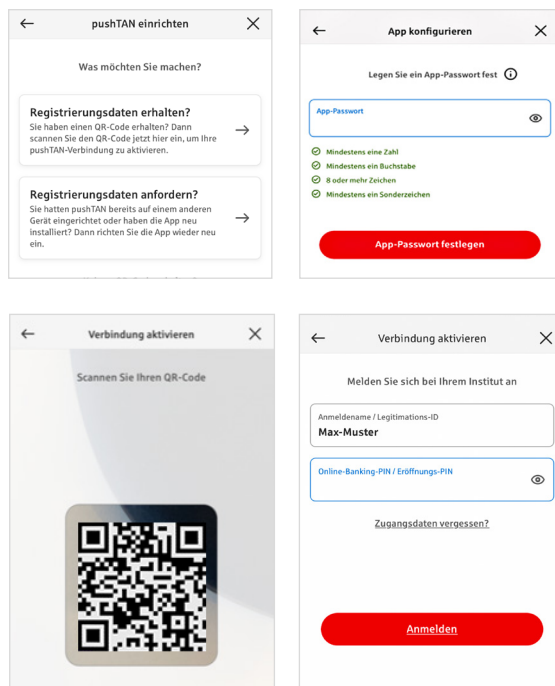 pushTAN einrichten
Was möchten Sie machen?
Registrierungsdaten erhalten?
Sie haben einen QR-Code erhalten? Dann
scannen Sie den QR-Code jetzt hier ein, um Ihre
pushTAN-Verbindung zu aktivieren.
Registrierungsdaten anfordern?
Sie hatten pushTAN bereits auf einem anderen
Gerät eingerichtet oder haben die App neu
installiert? Dann richten Sie die App wieder neu
ein.
App konfigurieren
Legen Sie ein App-Passwort fest
App-Passwort
Mindestens eine Zahl
Mindestens ein Buchstabe
8 oder mehr Zeichen
Mindestens ein Sonderzeichen
App-Passwort festlegen
Verbindung aktivieren
Scannen Sie Ihren QR-Code
Verbindung aktivieren
Melden Sie sich bei Ihrem Institut an
Anmeldename / Legitimations-ID
Max-Muster
Online-Banking-PIN / Eröffnungs-PIN
Zugangsdaten vergessen?
Anmelden